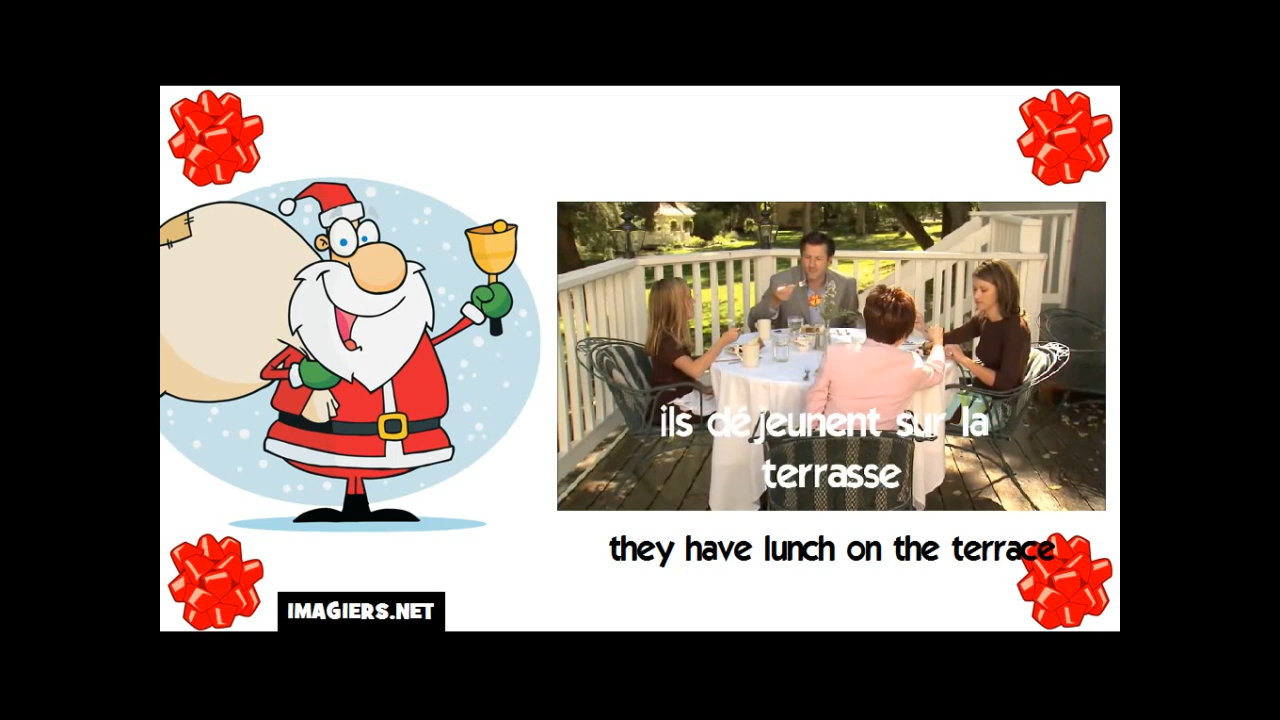 ils déjeunent sur la
terrasse
they have lunch on the terrace
IMAGIERS.NET